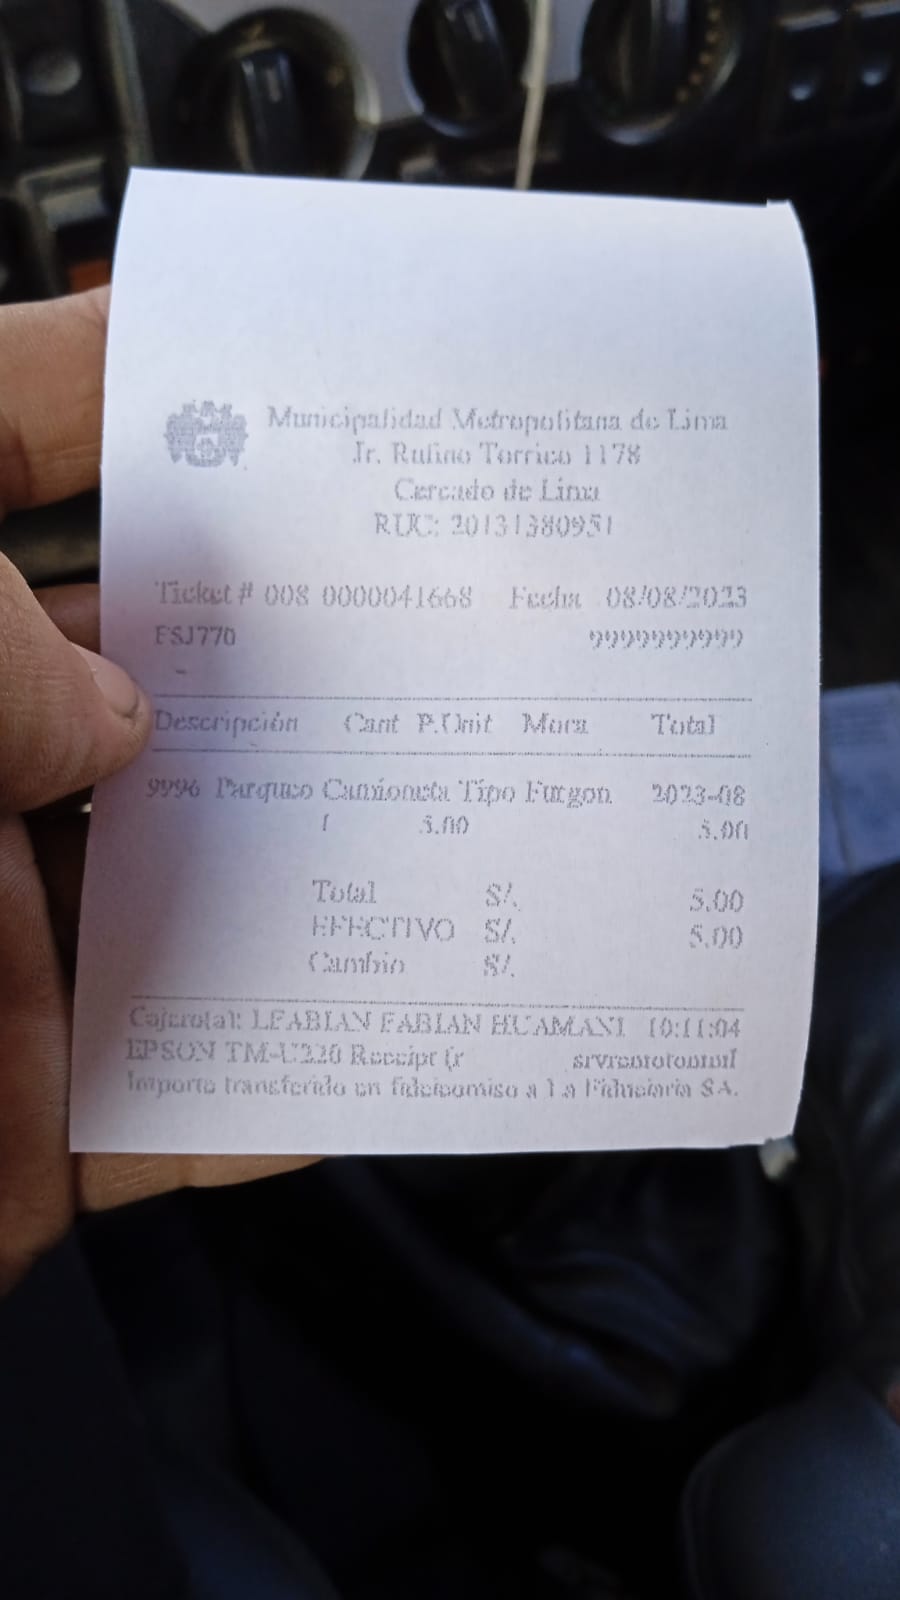 Municipalidad Metropolitana de Lima
Jr. Rufino Torrico 1178
Cercado de Lima
RUC: 20131380951
Ticket # 008 0000041668 Fecha 08/08/2023
9999999999
-
Descripción Cant P.Unit Mora Total
9996 Parqueo Camioneta Tipo Furgon 2023-08
1 5.00 5.00
Total S/. 5.00
EFECTIVO S/. 5.00
Cambio S/.
Cajero(a): LFABIAN FABIAN HUAMANI 10:11:04
EPSON TM-U220 Receipt (r
Importe transferido en fideicomiso a La Fiduciaria SA.